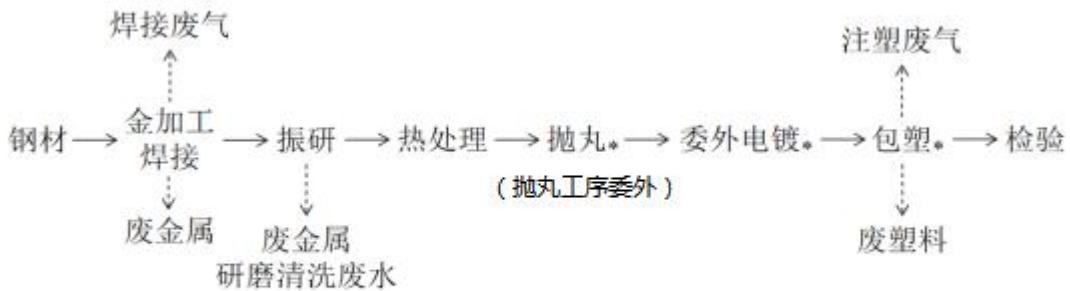 焊接废气
注塑废气
钢材
金加工
焊接
振研
热处理
抛丸*
委外电镀*
包塑*
检验
(抛丸工序委外)
废金属
废金属
研磨清洗废水
废塑料